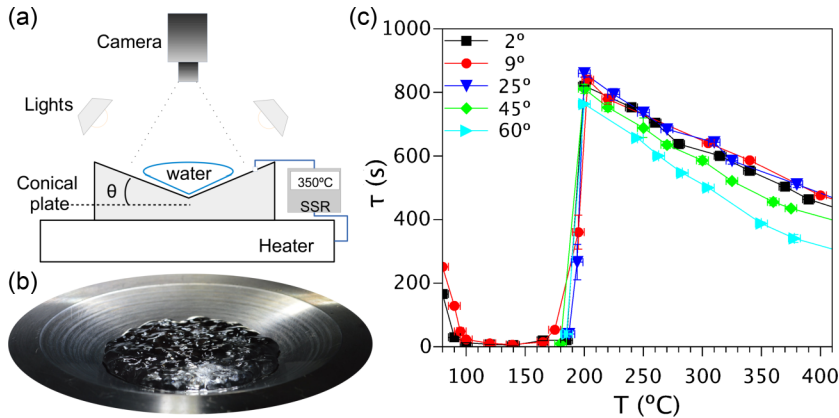 (a)
Camera
Lights
Conical
plate
θ
water
350ºC
SSR
Heater
(b)
(c)
1000
800
600
400
200
0
τ (s)
2º
9º
25º
45º
60º
100
150
200
250
300
350
400
T (ºC)